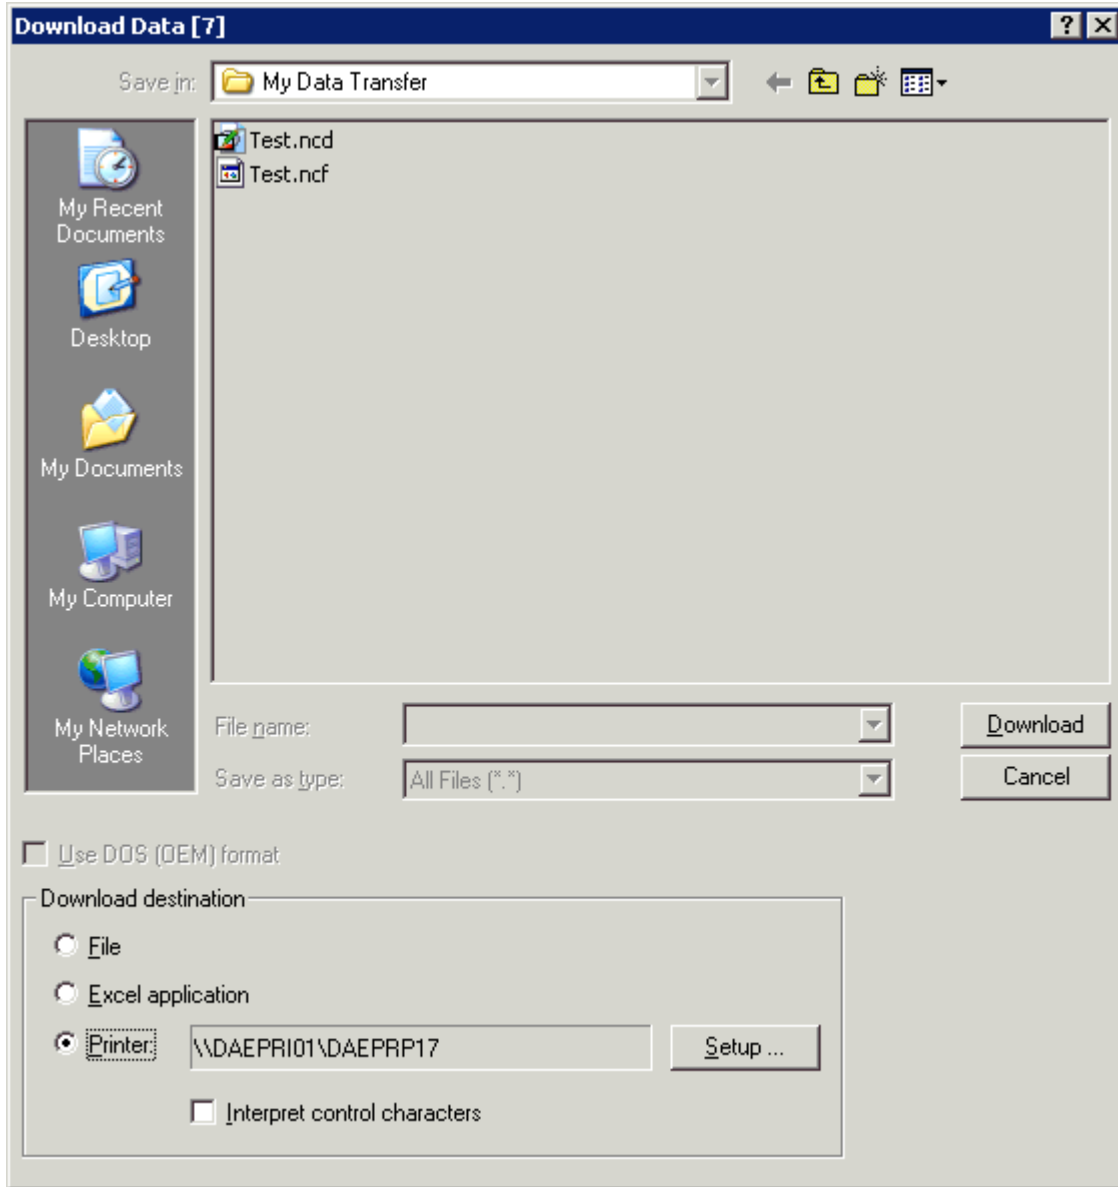 Download Data [7]
Save in: My Data Transfer
My Recent
Documents
Desktop
My Documents
My Computer
My Network
Places
Test.ncd
Test.ncf
File name:
Download
Save as type: All Files (*.*)
Cancel
Use DOS (OEM) format
Download destination
File
Excel application
Printer: \\DAEPRI01\DAEPRP17 Setup ...
Interpret control characters